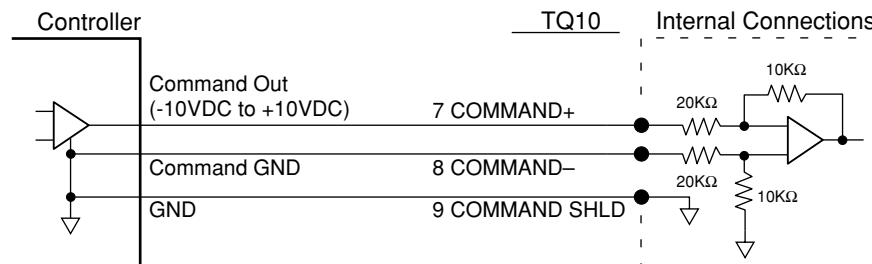 Controller
TQ10
Internal Connections
Command Out
(-10VDC to +10VDC)
7 COMMAND+
20KΩ
10KΩ
Command GND
8 COMMAND–
20KΩ
10KΩ
GND
9 COMMAND SHLD